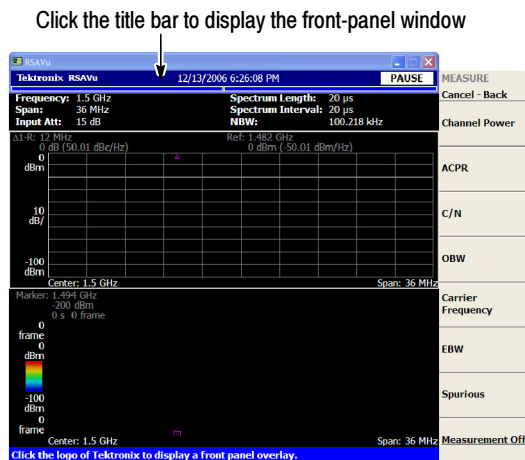 Click the title bar to display the front-panel window
RSAVu
Tektronix RSAVu 12/13/2006 6:26:08 PM PAUSE
MEASURE
Cancel - Back
Frequency: 1.5 GHz Spectrum Length: 20 µs
Span: 36 MHz Spectrum Interval: 20 µs
Input Att: 15 dB NBW: 100.218 kHz
Channel Power
Δ1-R: 12 MHz Ref: 1.482 GHz
0 dB (50.01 dBc/Hz) 0 dBm (-50.01 dBm/Hz)
0
dBm
ACPR
10
dB/
C/N
-100
dBm
OBW
Center: 1.5 GHz Span: 36 MHz
Marker: 1.494 GHz
-200 dBm
0 s 0 frame
Carrier
Frequency
0
frame
0
dBm
EBW
-100
dBm
Spurious
0
frame
Center: 1.5 GHz Span: 36 MHz
Measurement Off
Click the logo of Tektronix to display a front panel overlay.